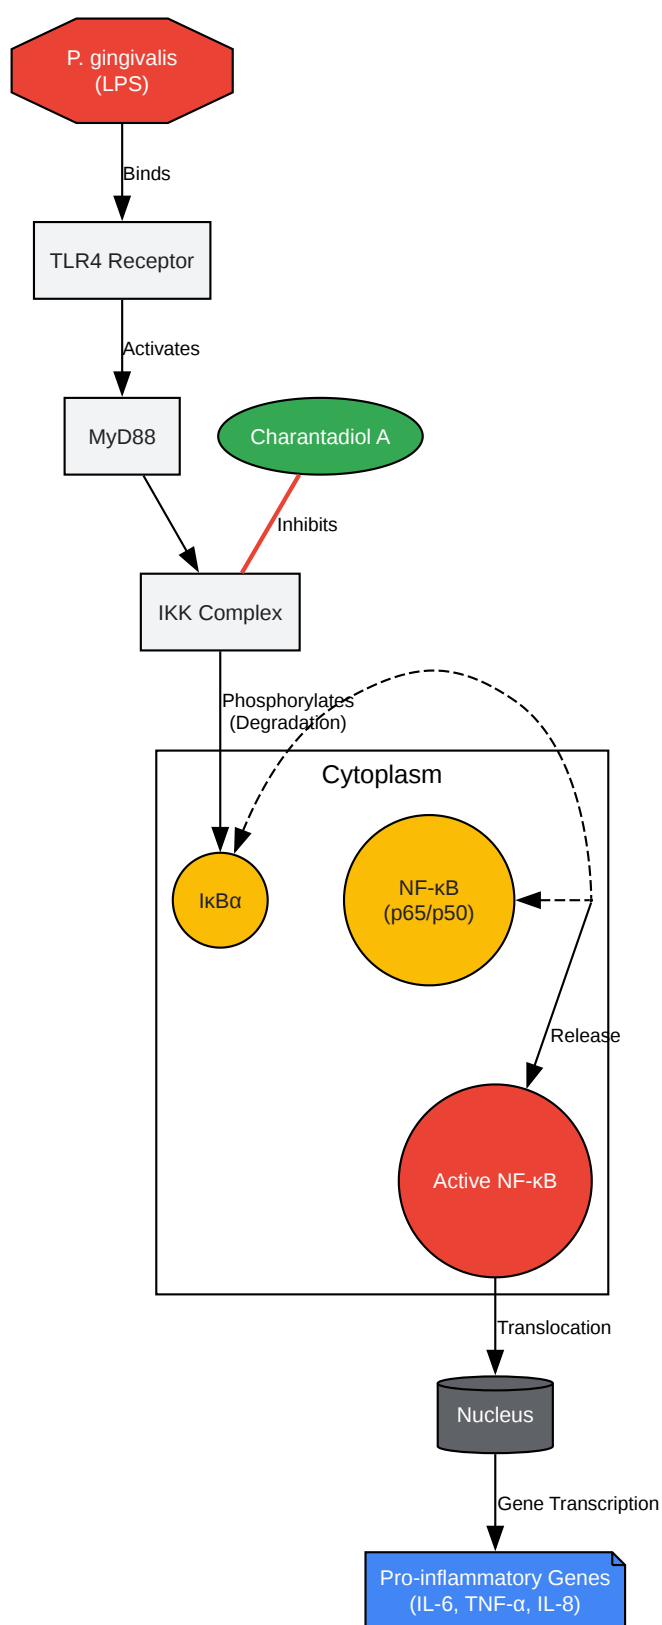 P. gingivalis
(LPS)
Binds
TLR4 Receptor
Activates
MyD88
Charantadiol A
Inhibits
IKK Complex
Phosphorylates
(Degradation)
Cytoplasm
IκBα
NF-κB
(p65/p50)
Release
Active NF-κB
Translocation
Nucleus
Gene Transcription
Pro-inflammatory Genes
(IL-6, TNF-α, IL-8)